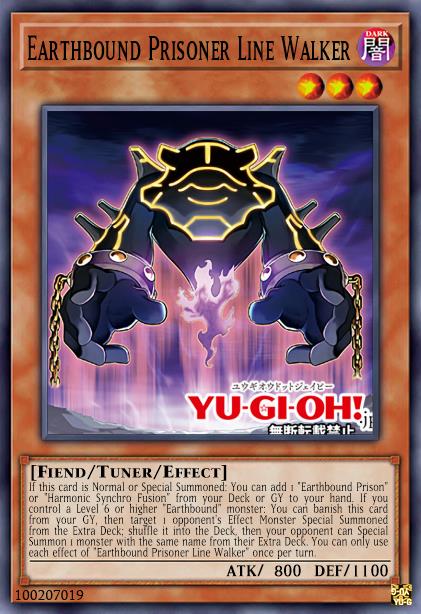 EARTHBOUND PRISONER LINE WALKER
DARK
闇
ユウギオウドットジェイピー
YU-GI-OH!
無断転載禁止
[FIEND/TUNER/EFFECT]
If this card is Normal or Special Summoned: You can add 1 "Earthbound Prison"
or "Harmonic Synchro Fusion" from your Deck or GY to your hand. If you
control a Level 6 or higher "Earthbound" monster: You can banish this card
from your GY, then target 1 opponent's Effect Monster Special Summoned
from the Extra Deck; shuffle it into the Deck, then your opponent can Special
Summon 1 monster with the same name from their Extra Deck. You can only use
each effect of "Earthbound Prisoner Line Walker" once per turn.
ATK/ 800 DEF/1100
100207019